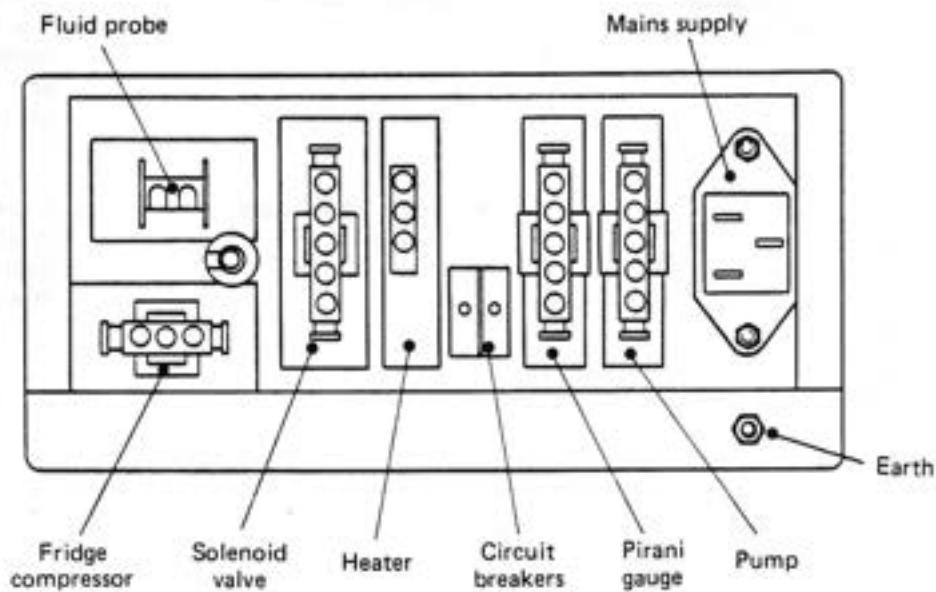 Fluid probe
Mains supply
Earth
Fridge
compressor
Solenoid
valve
Heater
Circuit
breakers
Pirani
gauge
Pump